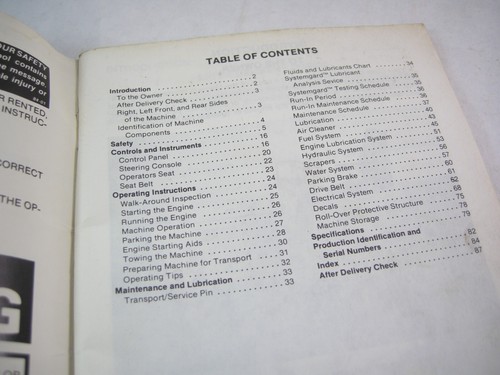 OUR SAFETY
ool contains
e message.
le injury or
OR RENTED,
INSTRUC-
CORRECT
THE OP-
G
LOR
TABLE OF CONTENTS
Introduction 2
To the Owner 2
After Delivery Check 3
Right, Left, Front, and Rear Sides
of the Machine 3
Identification of Machine
Components 4
Safety 5
Controls and Instruments 16
Control Panel 16
Steering Console 20
Operators Seat 22
Seat Belt 23
Operating Instructions 24
Walk-Around Inspection 24
Starting the Engine 25
Running the Engine 26
Machine Operation 26
Parking the Machine 27
Engine Starting Aids 28
Towing the Machine 30
Preparing Machine for Transport 31
Operating Tips 32
Maintenance and Lubrication 33
Transport/Service Pin 33
Fluids and Lubricants Chart 34
Systemgard™ Lubricant
Analysis Sevice 35
Systemgard™ Testing Schedule 35
Run-In Period 36
Run-In Maintenance Schedule 36
Maintenance Schedule 37
Lubrication 40
Air Cleaner 43
Fuel System 46
Engine Lubrication System 51
Hydraulic System 53
Scrapers 56
Water System 57
Parking Brake 60
Drive Belt 61
Electrical System 62
Decals 68
Roll-Over Protective Structure 75
Machine Storage 78
Specifications 79
Production Identification and
Serial Numbers 82
Index 84
After Delivery Check 87